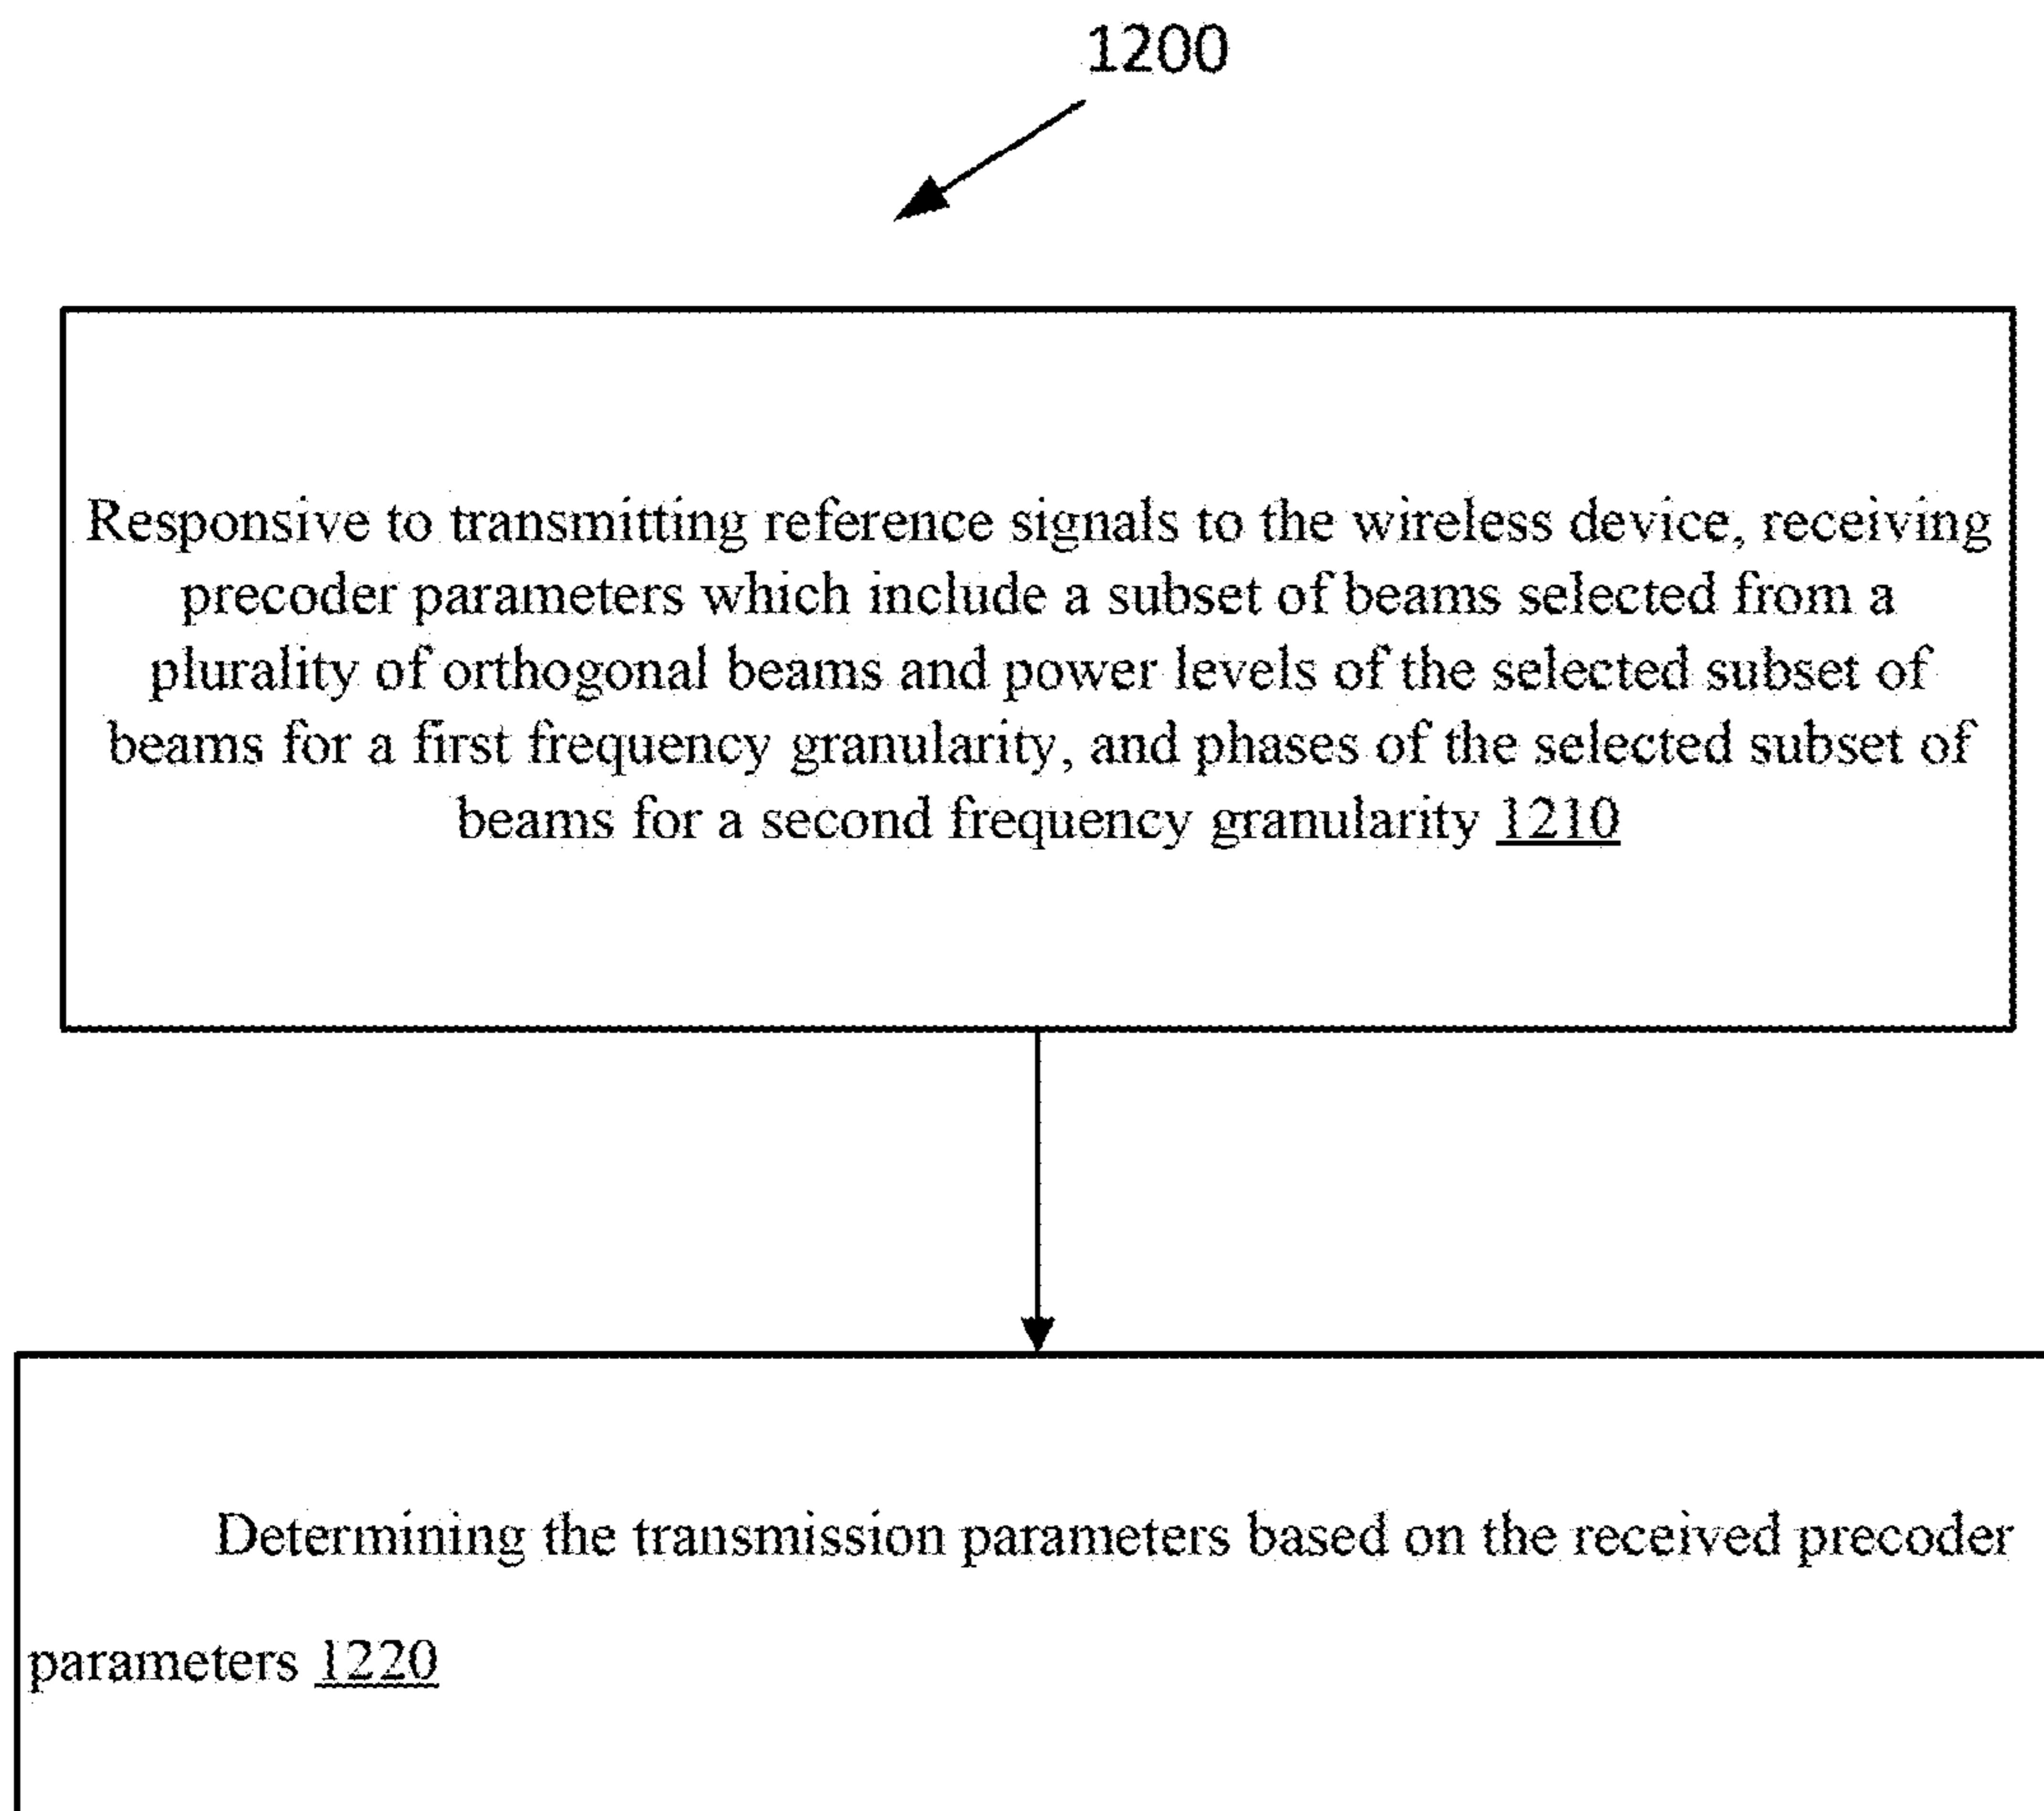 1200
Responsive to transmitting reference signals to the wireless device, receiving
precoder parameters which include a subset of beams selected from a
plurality of orthogonal beams and power levels of the selected subset of
beams for a first frequency granularity, and phases of the selected subset of
beams for a second frequency granularity 1210
Determining the transmission parameters based on the received precoder
parameters 1220